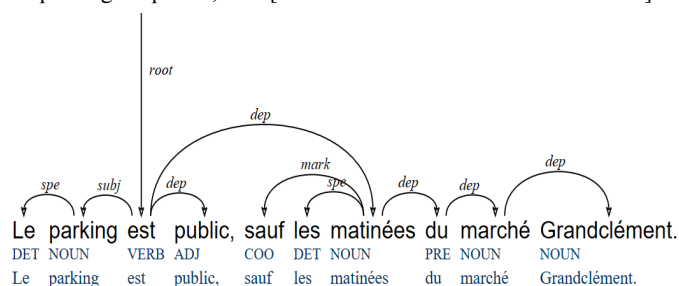 root
dep
mark
spe subj dep spe dep dep dep
Le parking est public, sauf les matinées du marché Grandclément.
DET NOUN VERB ADJ COO DET NOUN PRE NOUN NOUN
Le parking est public, sauf les matinées du marché Grandclément.